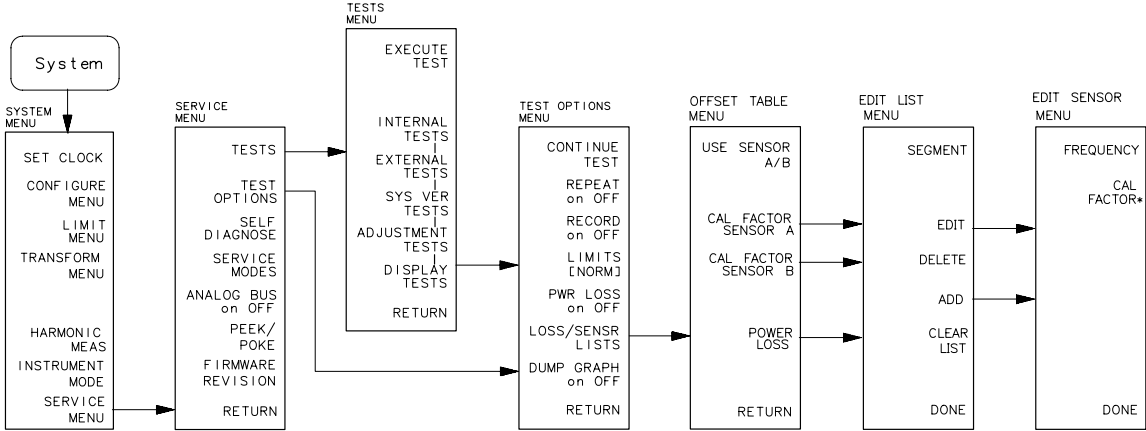 System
SYSTEM
MENU
SET CLOCK
CONFIGURE
MENU
LIMIT
MENU
TRANSFORM
MENU
HARMONIC
MEAS
INSTRUMENT
MODE
SERVICE
MENU
SERVICE
MENU
TESTS
TEST
OPTIONS
SELF
DIAGNOSE
SERVICE
MODES
ANALOG BUS
on OFF
PEEK/
POKE
FIRMWARE
REVISION
RETURN
TESTS
MENU
EXECUTE
TEST
INTERNAL
TESTS
EXTERNAL
TESTS
SYS VER
TESTS
ADJUSTMENT
TESTS
DISPLAY
TESTS
RETURN
TEST OPTIONS
MENU
CONTINUE
TEST
REPEAT
on OFF
RECORD
on OFF
LIMITS
[NORM]
PWR LOSS
on OFF
LOSS/SENSR
LISTS
DUMP GRAPH
on OFF
RETURN
OFFSET TABLE
MENU
USE SENSOR
A/B
CAL FACTOR
SENSOR A
CAL FACTOR
SENSOR B
POWER
LOSS
RETURN
EDIT LIST
MENU
SEGMENT
EDIT
DELETE
ADD
CLEAR
LIST
DONE
EDIT SENSOR
MENU
FREQUENCY
CAL
FACTOR*
DONE